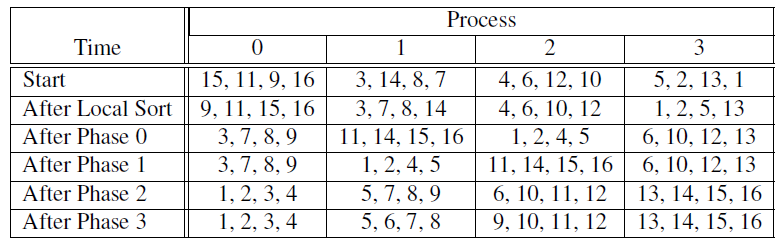 Process
Time 0 1 2 3
Start 15, 11, 9, 16 3, 14, 8, 7 4, 6, 12, 10 5, 2, 13, 1
After Local Sort 9, 11, 15, 16 3, 7, 8, 14 4, 6, 10, 12 1, 2, 5, 13
After Phase 0 3, 7, 8, 9 11, 14, 15, 16 1, 2, 4, 5 6, 10, 12, 13
After Phase 1 3, 7, 8, 9 1, 2, 4, 5 11, 14, 15, 16 6, 10, 12, 13
After Phase 2 1, 2, 3, 4 5, 7, 8, 9 6, 10, 11, 12 13, 14, 15, 16
After Phase 3 1, 2, 3, 4 5, 6, 7, 8 9, 10, 11, 12 13, 14, 15, 16